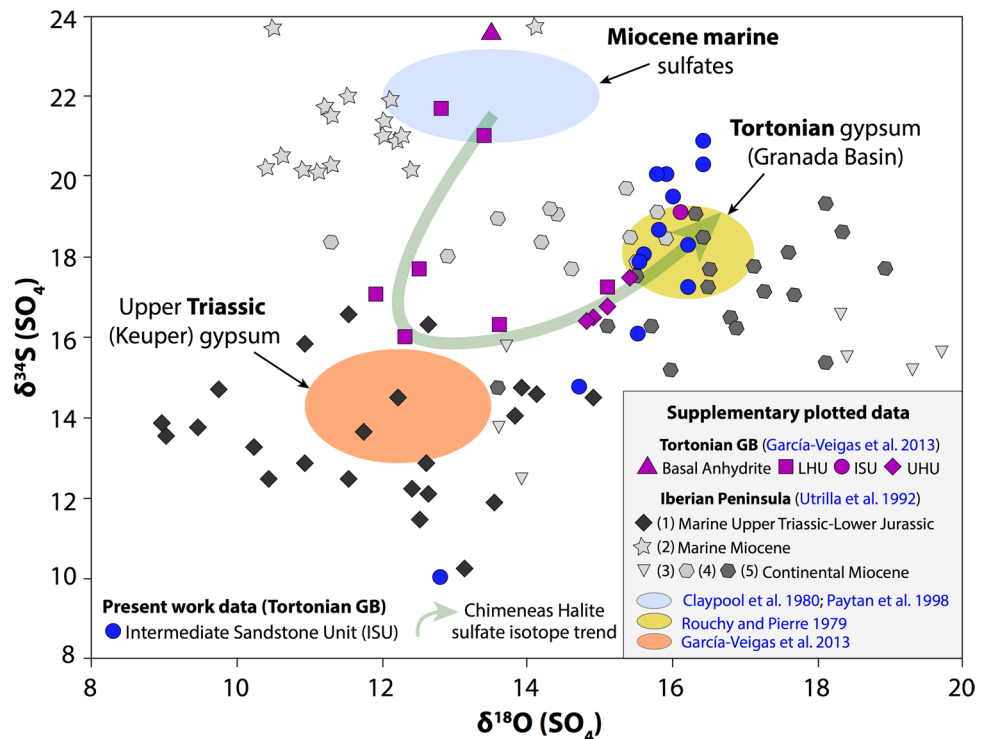 24
22
20
18
16
14
12
10
8
δ34S (SO4)
8
10
12
14
16
18
20
δ18O (SO4)
Miocene marine
sulfates
Tortonian gypsum
(Granada Basin)
Upper Triassic
(Keuper) gypsum
Present work data (Tortonian GB)
Intermediate Sandstone Unit (ISU)
Chimeneas Halite
sulfate isotope trend
Supplementary plotted data
Tortonian GB (García-Veigas et al. 2013)
Basal Anhydrite LHU ISU UHU
Iberian Peninsula (Utrilla et al. 1992)
(1) Marine Upper Triassic-Lower Jurassic
(2) Marine Miocene
(3) (4) (5) Continental Miocene
Claypool et al. 1980; Paytan et al. 1998
Rouchy and Pierre 1979
García-Veigas et al. 2013